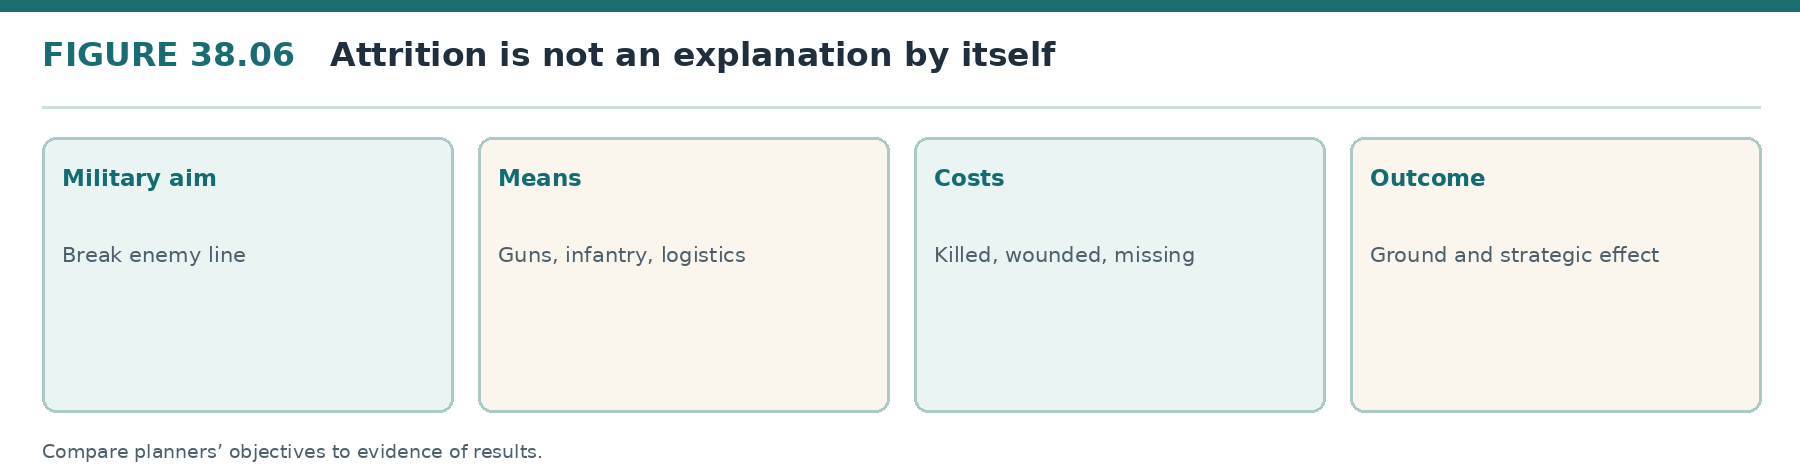 FIGURE 38.06 Attrition is not an explanation by itself
Military aim
Break enemy line
Means
Guns, infantry, logistics
Costs
Killed, wounded, missing
Outcome
Ground and strategic effect
Compare planners’ objectives to evidence of results.